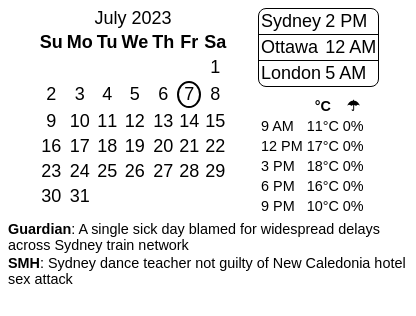 July 2023
Su Mo Tu We Th Fr Sa
1
2 3 4 5 6 7 8
9 10 11 12 13 14 15
16 17 18 19 20 21 22
23 24 25 26 27 28 29
30 31
Sydney 2 PM
Ottawa 12 AM
London 5 AM
°C ☂
9 AM 11°C 0%
12 PM 17°C 0%
3 PM 18°C 0%
6 PM 16°C 0%
9 PM 10°C 0%
Guardian: A single sick day blamed for widespread delays
across Sydney train network
SMH: Sydney dance teacher not guilty of New Caledonia hotel
sex attack